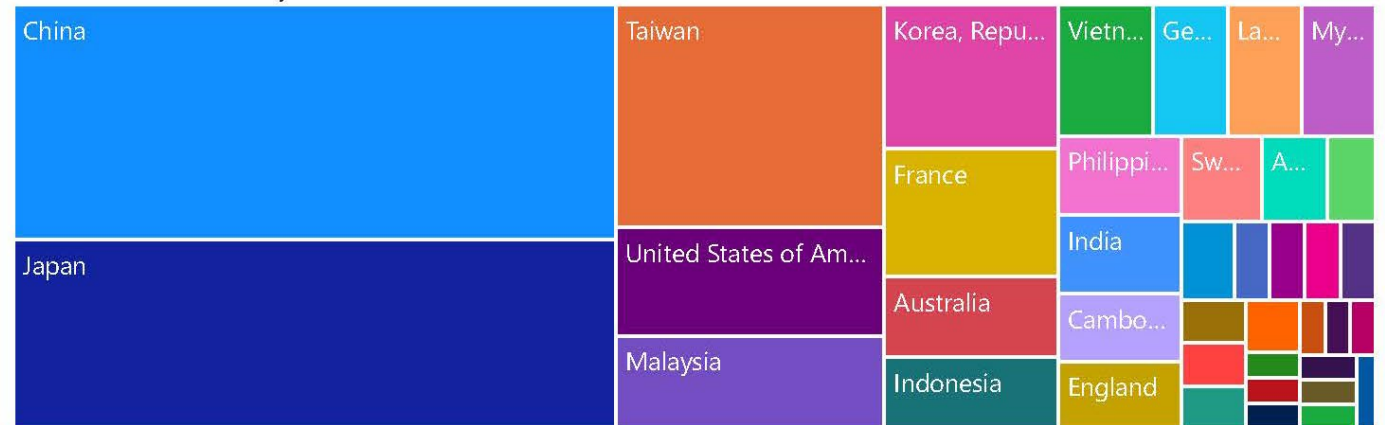 China
Japan
Taiwan
United States of Am...
Malaysia
Korea, Repu...
France
Australia
Indonesia
Vietn...
Ge...
La...
My...
Philippi...
Sw...
A...
India
Cambo...
England